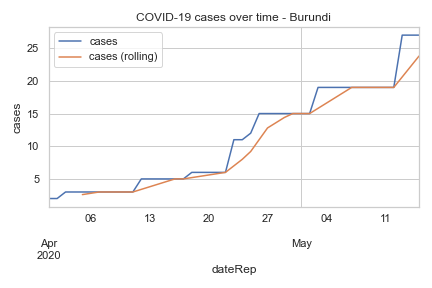 COVID-19 cases over time - Burundi
cases
cases (rolling)
cases
25
20
15
10
5
06
13
20
27
04
11
Apr
2020
May
dateRep